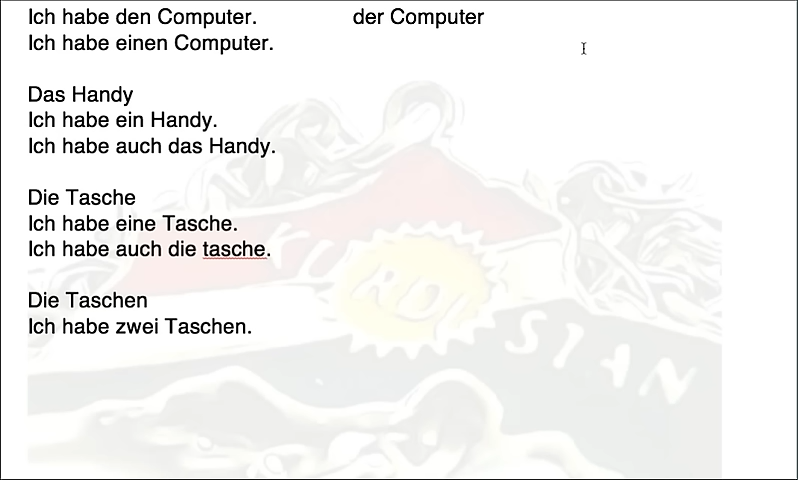 Ich habe den Computer. der Computer
Ich habe einen Computer.
Das Handy
Ich habe ein Handy.
Ich habe auch das Handy.
Die Tasche
Ich habe eine Tasche.
Ich habe auch die tasche.
Die Taschen
Ich habe zwei Taschen.
KURDISTAN